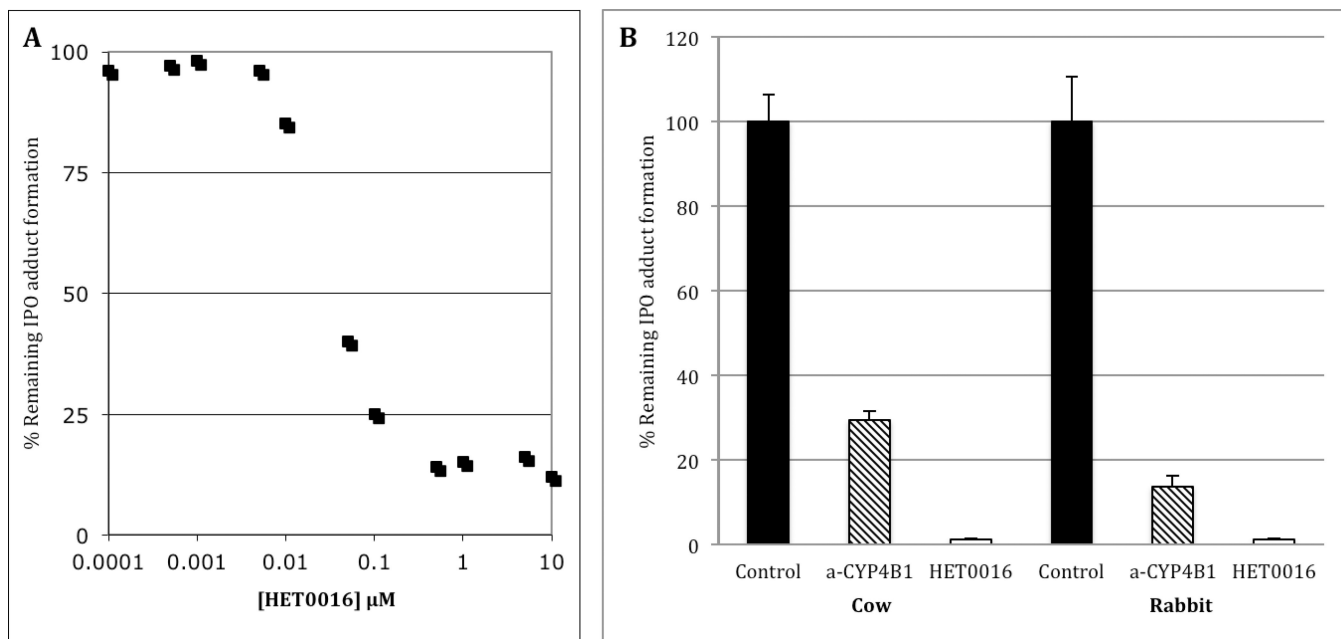 A
% Remaining IPO adduct formation
100
75
50
25
0
0.0001 0.001 0.01 0.1 1 10
[HET0016] µM
B
% Remaining IPO adduct formation
120
100
80
60
40
20
0
Control a-CYP4B1 HET0016 Control a-CYP4B1 HET0016
Cow Rabbit